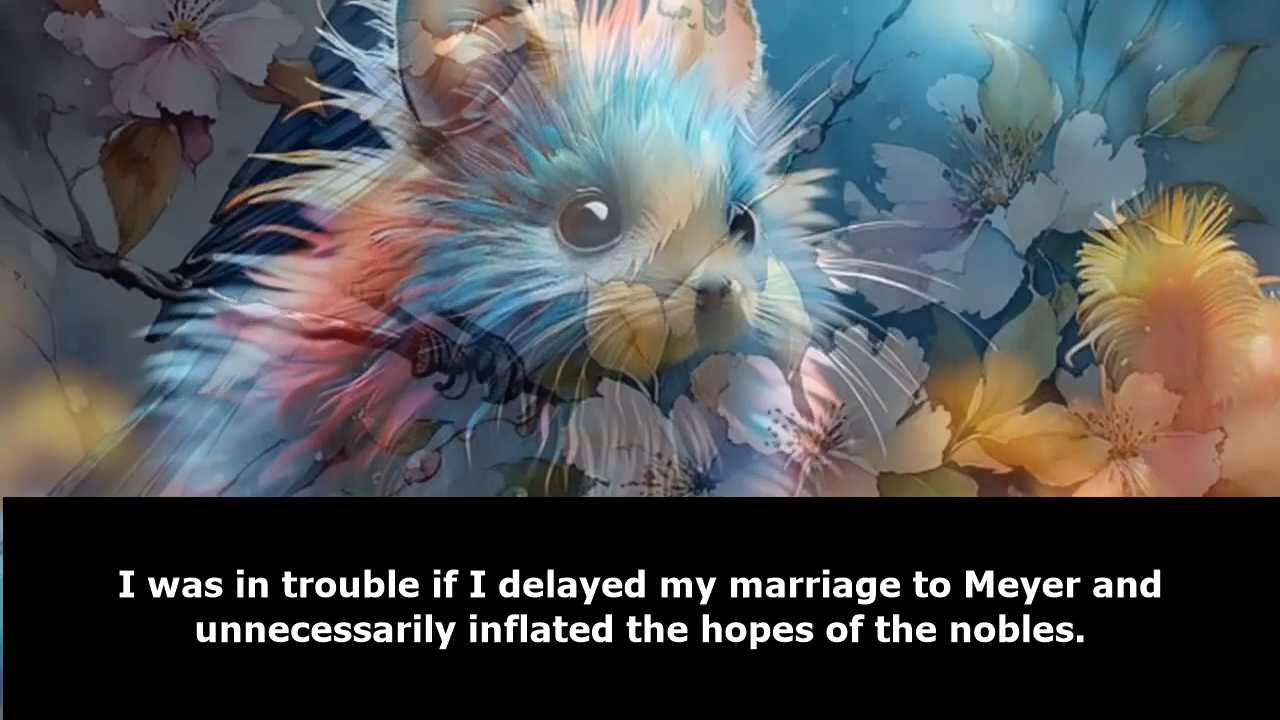 I was in trouble if I delayed my marriage to Meyer and
unnecessarily inflated the hopes of the nobles.